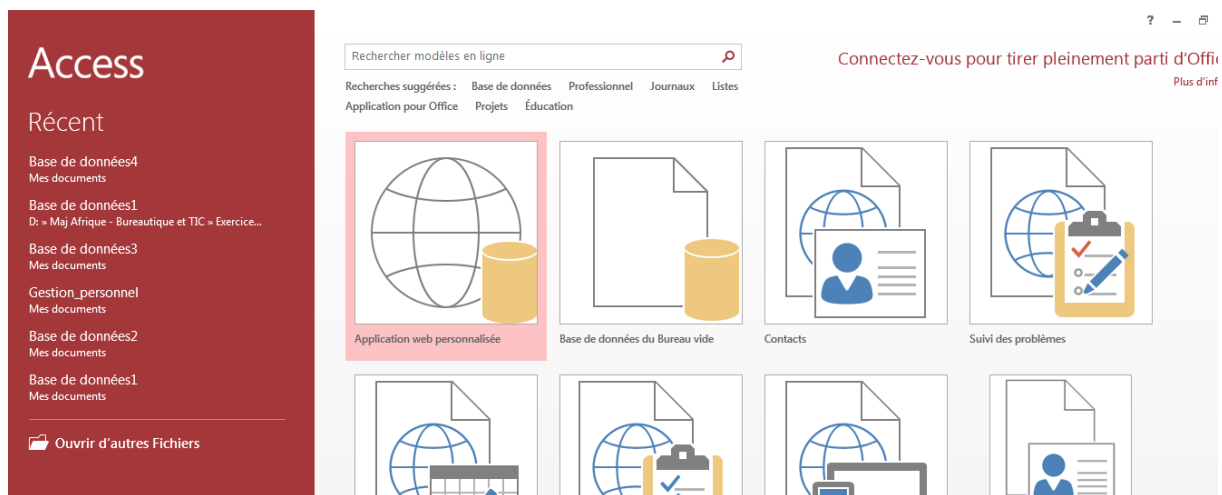 ?
Access
Récent
Base de données4
Mes documents
Base de données1
D: » Maj Afrique - Bureautique et TIC » Exercice...
Base de données3
Mes documents
Gestion_personnel
Mes documents
Base de données2
Mes documents
Base de données1
Mes documents
Ouvrir d'autres Fichiers
Rechercher modèles en ligne
Connectez-vous pour tirer pleinement parti d'Offic
Plus d'inf
Recherches suggérées : Base de données Professionnel Journaux Listes
Application pour Office Projets Éducation
Application web personnalisée
Base de données du Bureau vide
Contacts
Suivi des problèmes